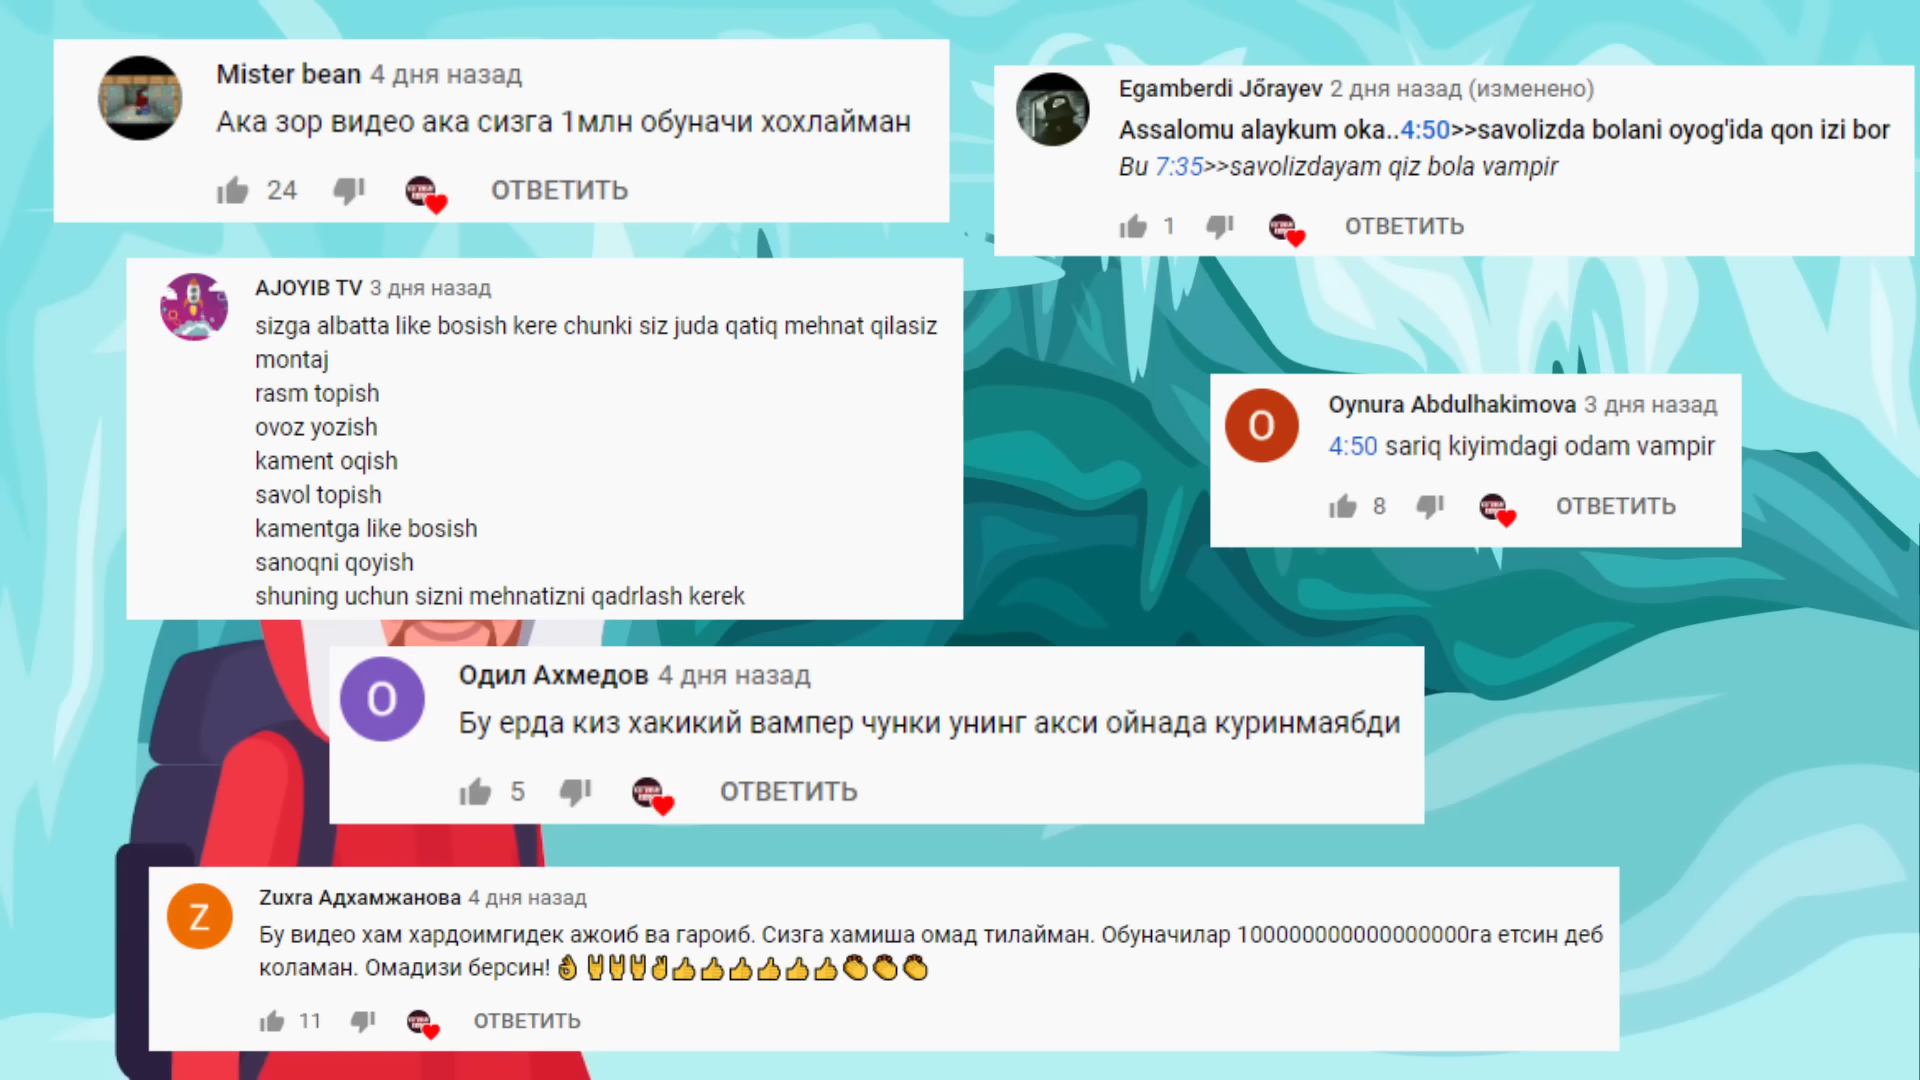 Mister bean 4 дня назад
Ака зор видео ака сизга 1млн обуначи хохлайман
24 ОТВЕТИТЬ
Egamberdi Jőrayev 2 дня назад (изменено)
Assalomu alaykum oka..4:50>>savolizda bolani oyog'ida qon izi bor
Bu 7:35>>savolizdayam qiz bola vampir
1 ОТВЕТИТЬ
AJOYIB TV 3 дня назад
sizga albatta like bosish kere chunki siz juda qatiq mehnat qilasiz
montaj
rasm topish
ovoz yozish
kament oqish
savol topish
kamentga like bosish
sanoqni qoyish
shuning uchun sizni mehnatizni qadrlash kerek
O
Oynura Abdulhakimova 3 дня назад
4:50 sariq kiyimdagi odam vampir
8 ОТВЕТИТЬ
О
Одил Ахмедов 4 дня назад
Бу ерда киз хакикий вампер чунки унинг акси ойнада куринмаябди
5 ОТВЕТИТЬ
Z
Zuxra Адхамжанова 4 дня назад
Бу видео хам хардоимгидек ажоиб ва гароиб. Сизга хамиша омад тилайман. Обуначилар 100000000000000000га етсин деб
коламан. Омадизи берсин! 👌🤘🤘🤘✌👍👍👍👍👍👍👏👏👏
11 ОТВЕТИТЬ